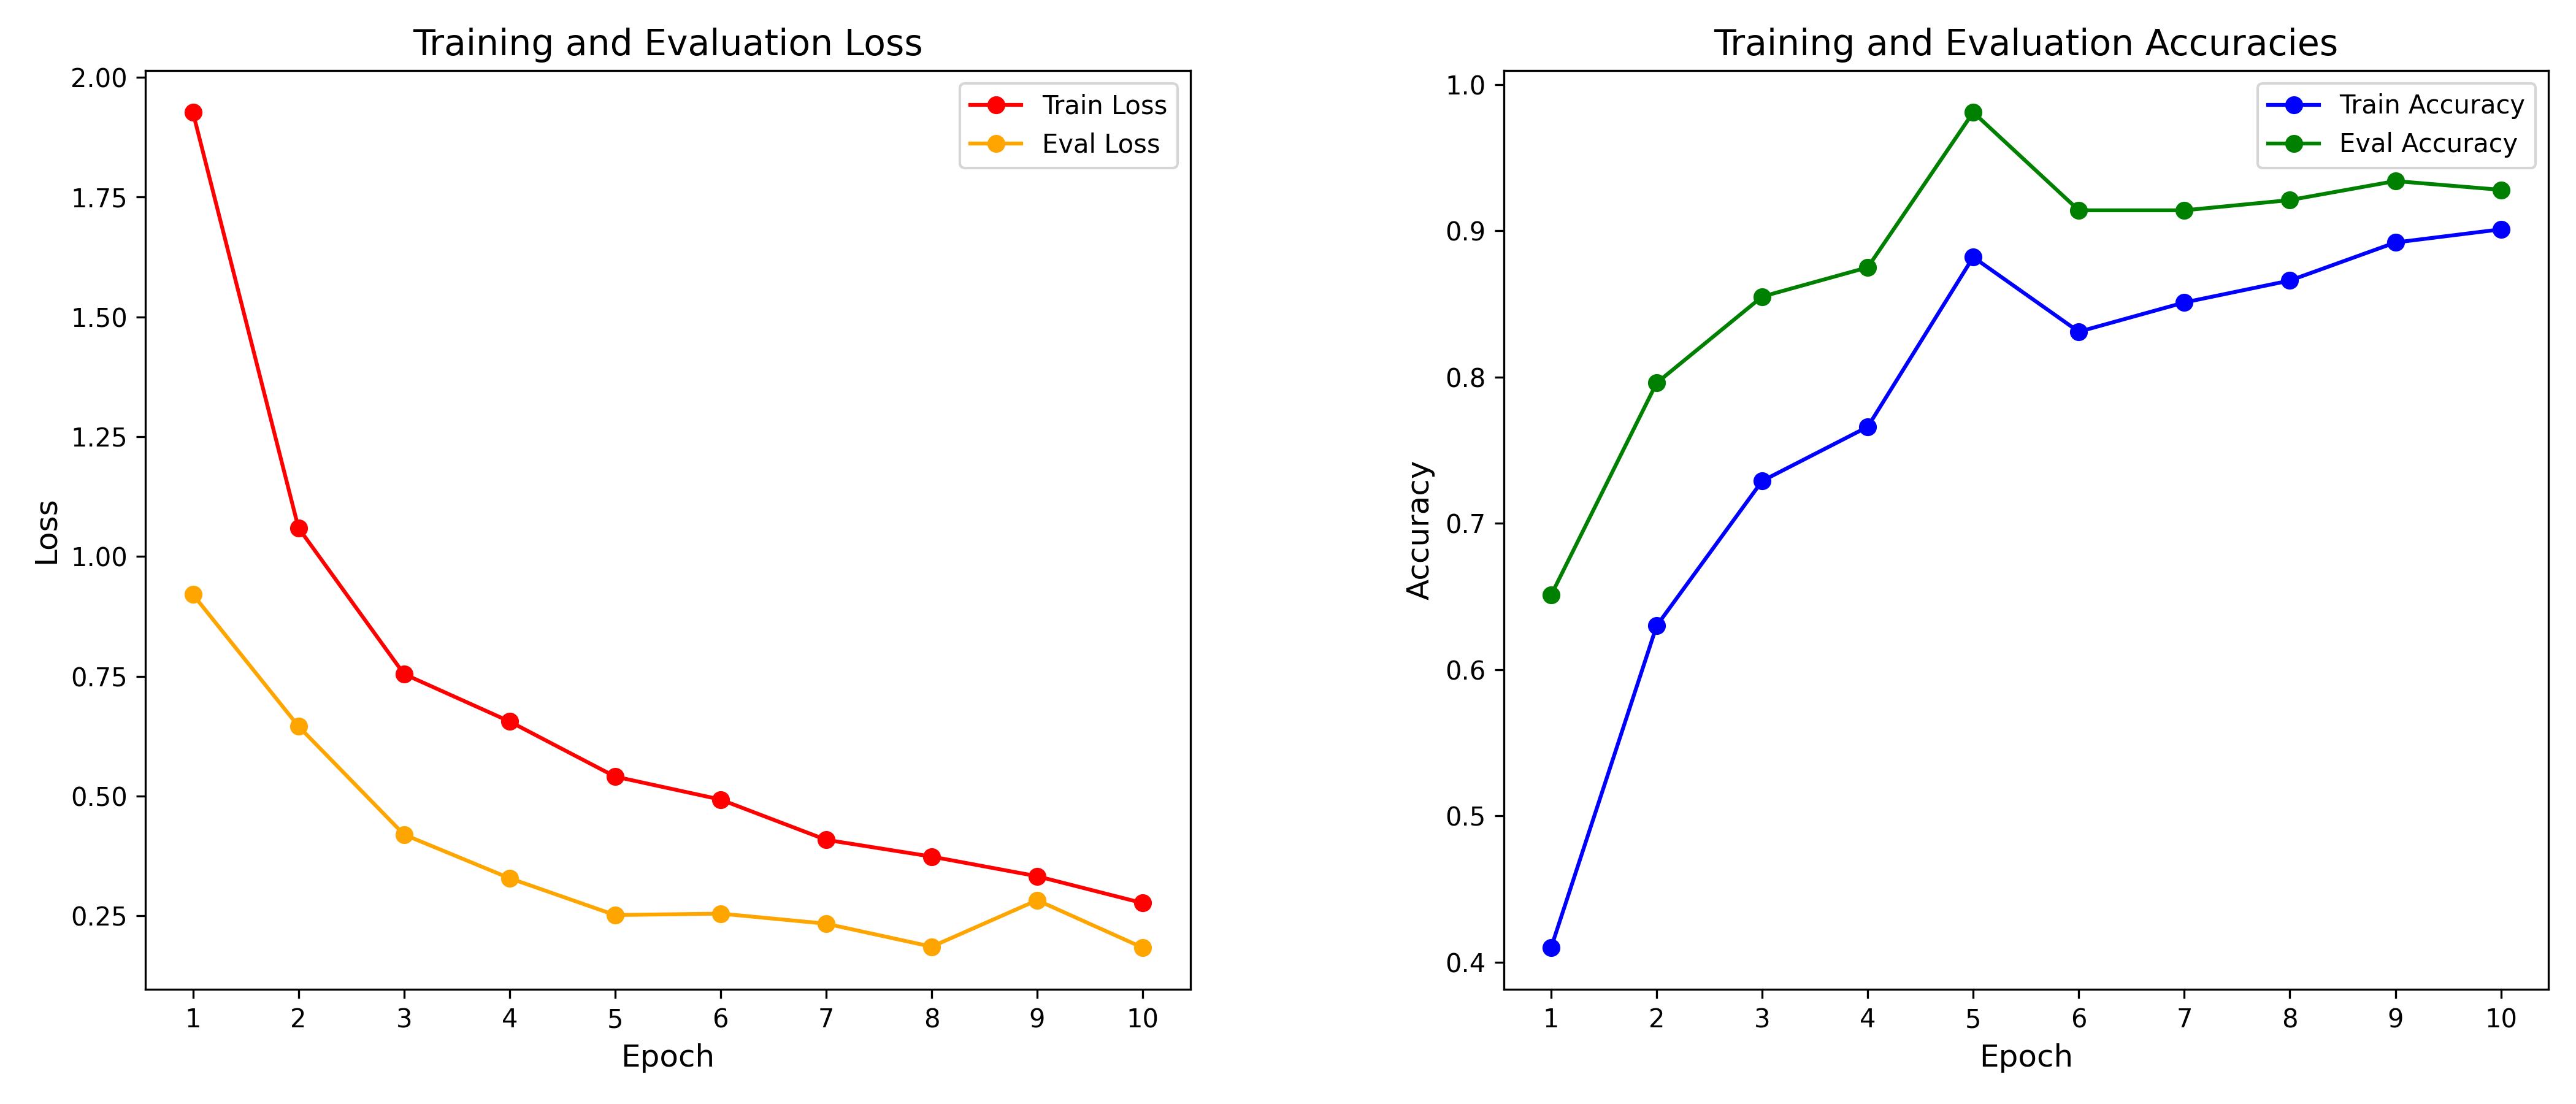 Training and Evaluation Loss
Train Loss
Eval Loss
2.00
1.75
1.50
1.25
1.00
0.75
0.50
0.25
Loss
1 2 3 4 5 6 7 8 9 10
Epoch
Training and Evaluation Accuracies
Train Accuracy
Eval Accuracy
1.0
0.9
0.8
0.7
0.6
0.5
0.4
Accuracy
1 2 3 4 5 6 7 8 9 10
Epoch